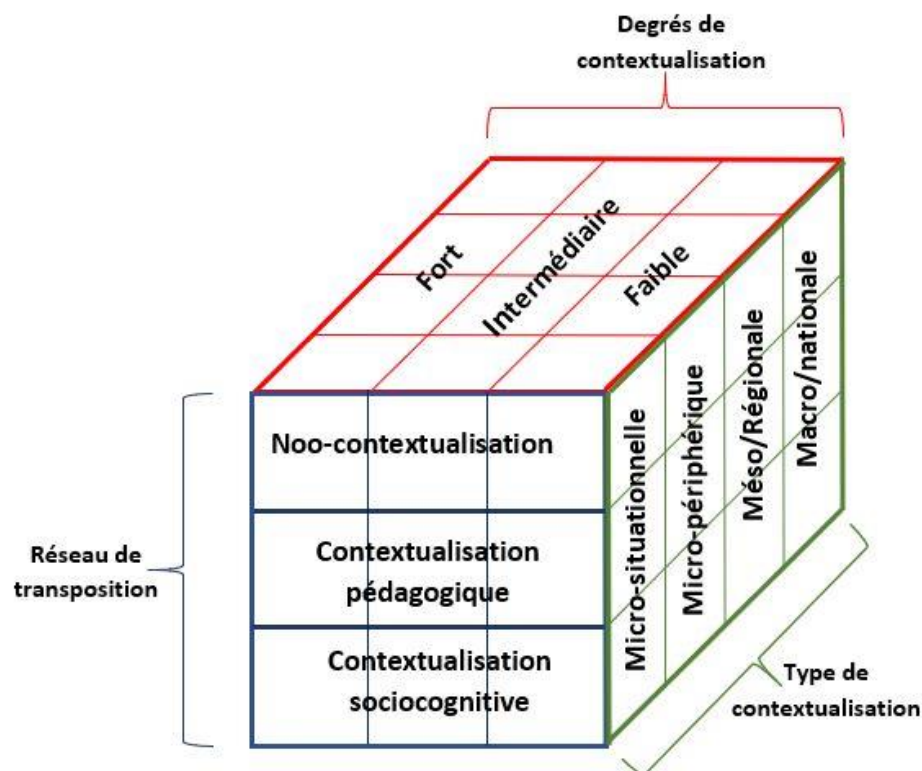 Degrés de
contextualisation
Fort
Intermédiaire
Faible
Noo-contextualisation
Contextualisation
pédagogique
Contextualisation
sociocognitive
Réseau de
transposition
Micro-situationnelle
Micro-périphérique
Méso/Régionale
Macro/nationale
Type de
contextualisation